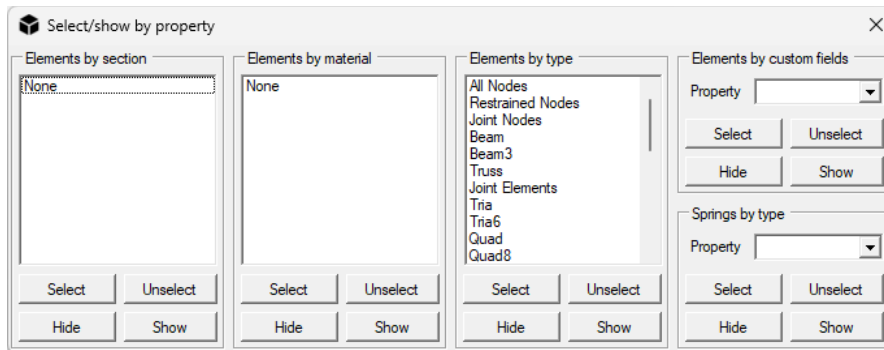 Select/show by property
Elements by section
None
Select
Unselect
Hide
Show
Elements by material
None
Select
Unselect
Hide
Show
Elements by type
All Nodes
Restrained Nodes
Joint Nodes
Beam
Beam3
Truss
Joint Elements
Tria
Tria6
Quad
Quad8
Select
Unselect
Hide
Show
Elements by custom fields
Property
Select
Unselect
Hide
Show
Springs by type
Property
Select
Unselect
Hide
Show